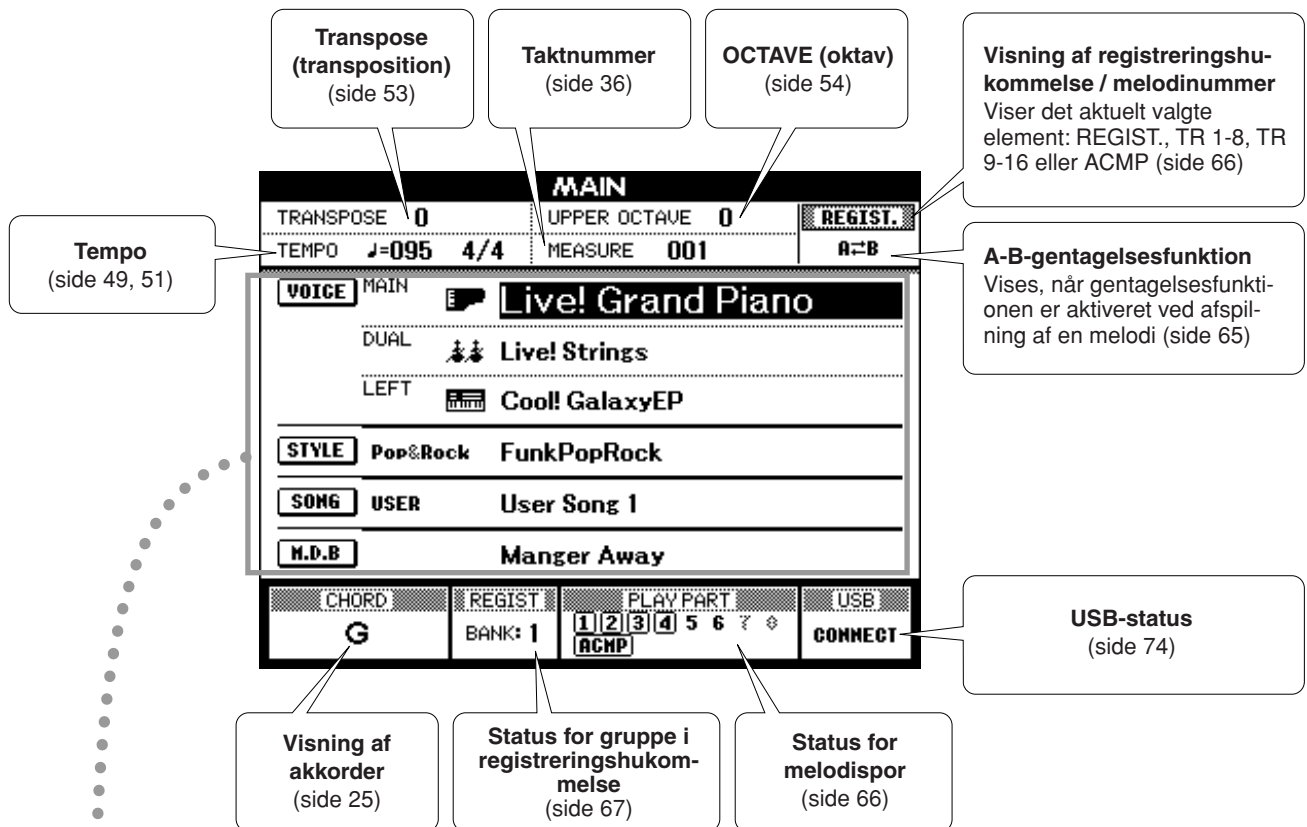 Transpose
(transposition)
(side 53)
Taktnummer
(side 36)
OCTAVE (oktav)
(side 54)
Visning af registreringshu-
kommelse / melodinummer
Viser det aktuelt valgte
element: REGIST., TR 1-8, TR
9-16 eller ACMP (side 66)
Tempo
(side 49, 51)
A-B-gentagelsesfunktion
Vises, når gentagelsesfunkti-
onen er aktiveret ved afspil-
ning af en melodi (side 65)
MAIN
TRANSPOSE 0 UPPER OCTAVE 0 REGIST.
TEMPO ♩=095 4/4 MEASURE 001 A⇄B
VOICE MAIN Live! Grand Piano
DUAL Live! Strings
LEFT Cool! GalaxyEP
STYLE Pop&Rock FunkPopRock
SONG USER User Song 1
M.D.B Manger Away
CHORD REGIST PLAY PART USB
G BANK: 1 1 2 3 4 5 6 7 8 CONNECT
ACMP
USB-status
(side 74)
Visning af
akkorder
(side 25)
Status for gruppe i
registreringshukom-
melse
(side 67)
Status for
melodispor
(side 66)